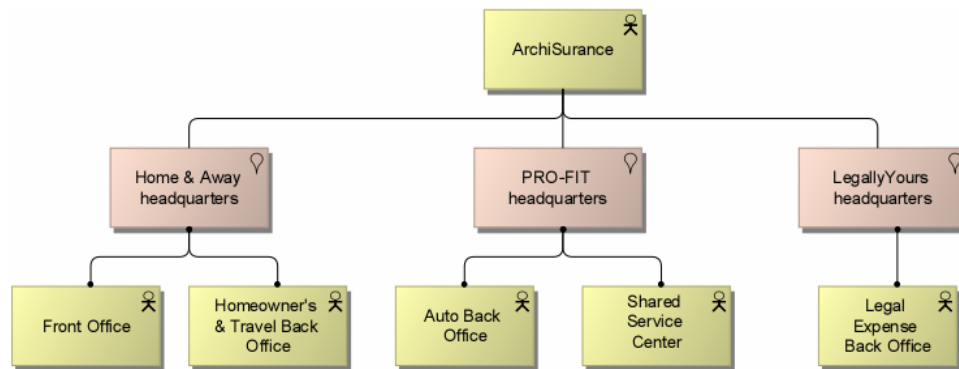 ArchiSurance
Home & Away
headquarters
PRO-FIT
headquarters
LegallyYours
headquarters
Front Office
Homeowner's
& Travel Back
Office
Auto Back
Office
Shared
Service
Center
Legal
Expense
Back Office